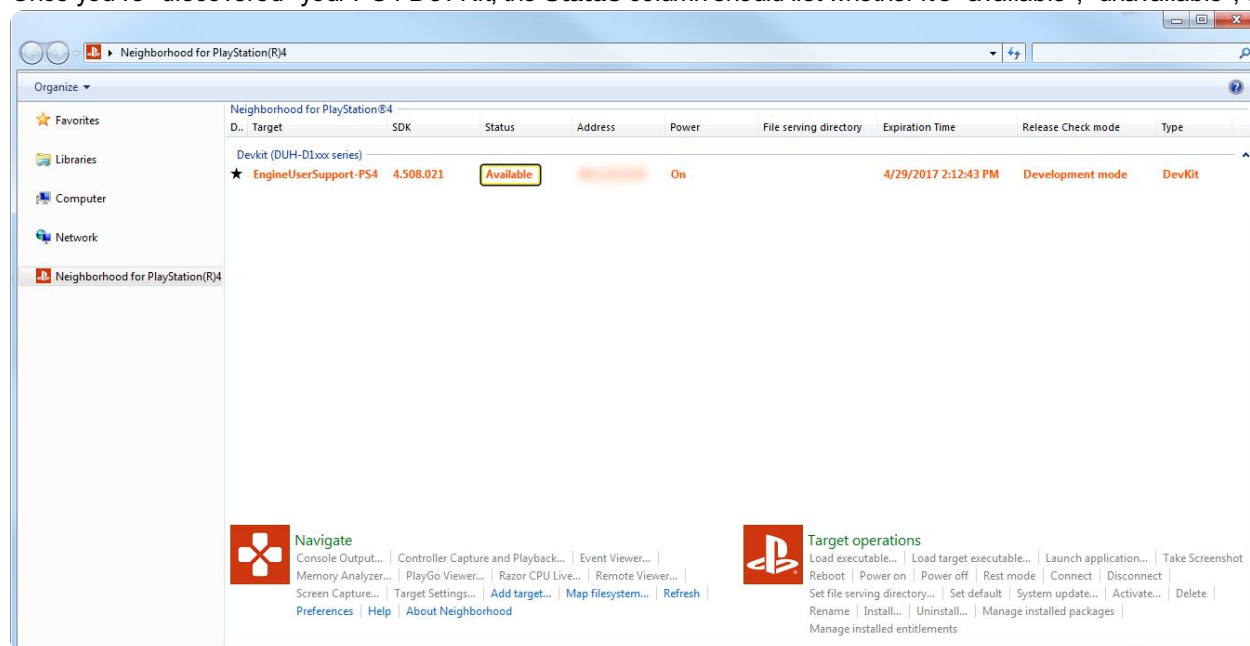 Neighborhood for PlayStation(R)4
Organize
Favorites
Libraries
Computer
Network
Neighborhood for PlayStation(R)4
Neighborhood for PlayStation®4
D.. Target SDK Status Address Power File serving directory Expiration Time Release Check mode Type
Devkit (DUH-D1xxx series)
EngineUserSupport-PS4 4.508.021 Available On 4/29/2017 2:12:43 PM Development mode DevKit
Navigate
Console Output... | Controller Capture and Playback... | Event Viewer... |
Memory Analyzer... | PlayGo Viewer... | Razor CPU Live... | Remote Viewer... |
Screen Capture... | Target Settings... | Add target... | Map filesystem... | Refresh |
Preferences | Help | About Neighborhood
Target operations
Load executable... | Load target executable... | Launch application... | Take Screenshot
Reboot | Power on | Power off | Rest mode | Connect | Disconnect |
Set file serving directory... | Set default | System update... | Activate... | Delete |
Rename | Install... | Uninstall... | Manage installed packages |
Manage installed entitlements